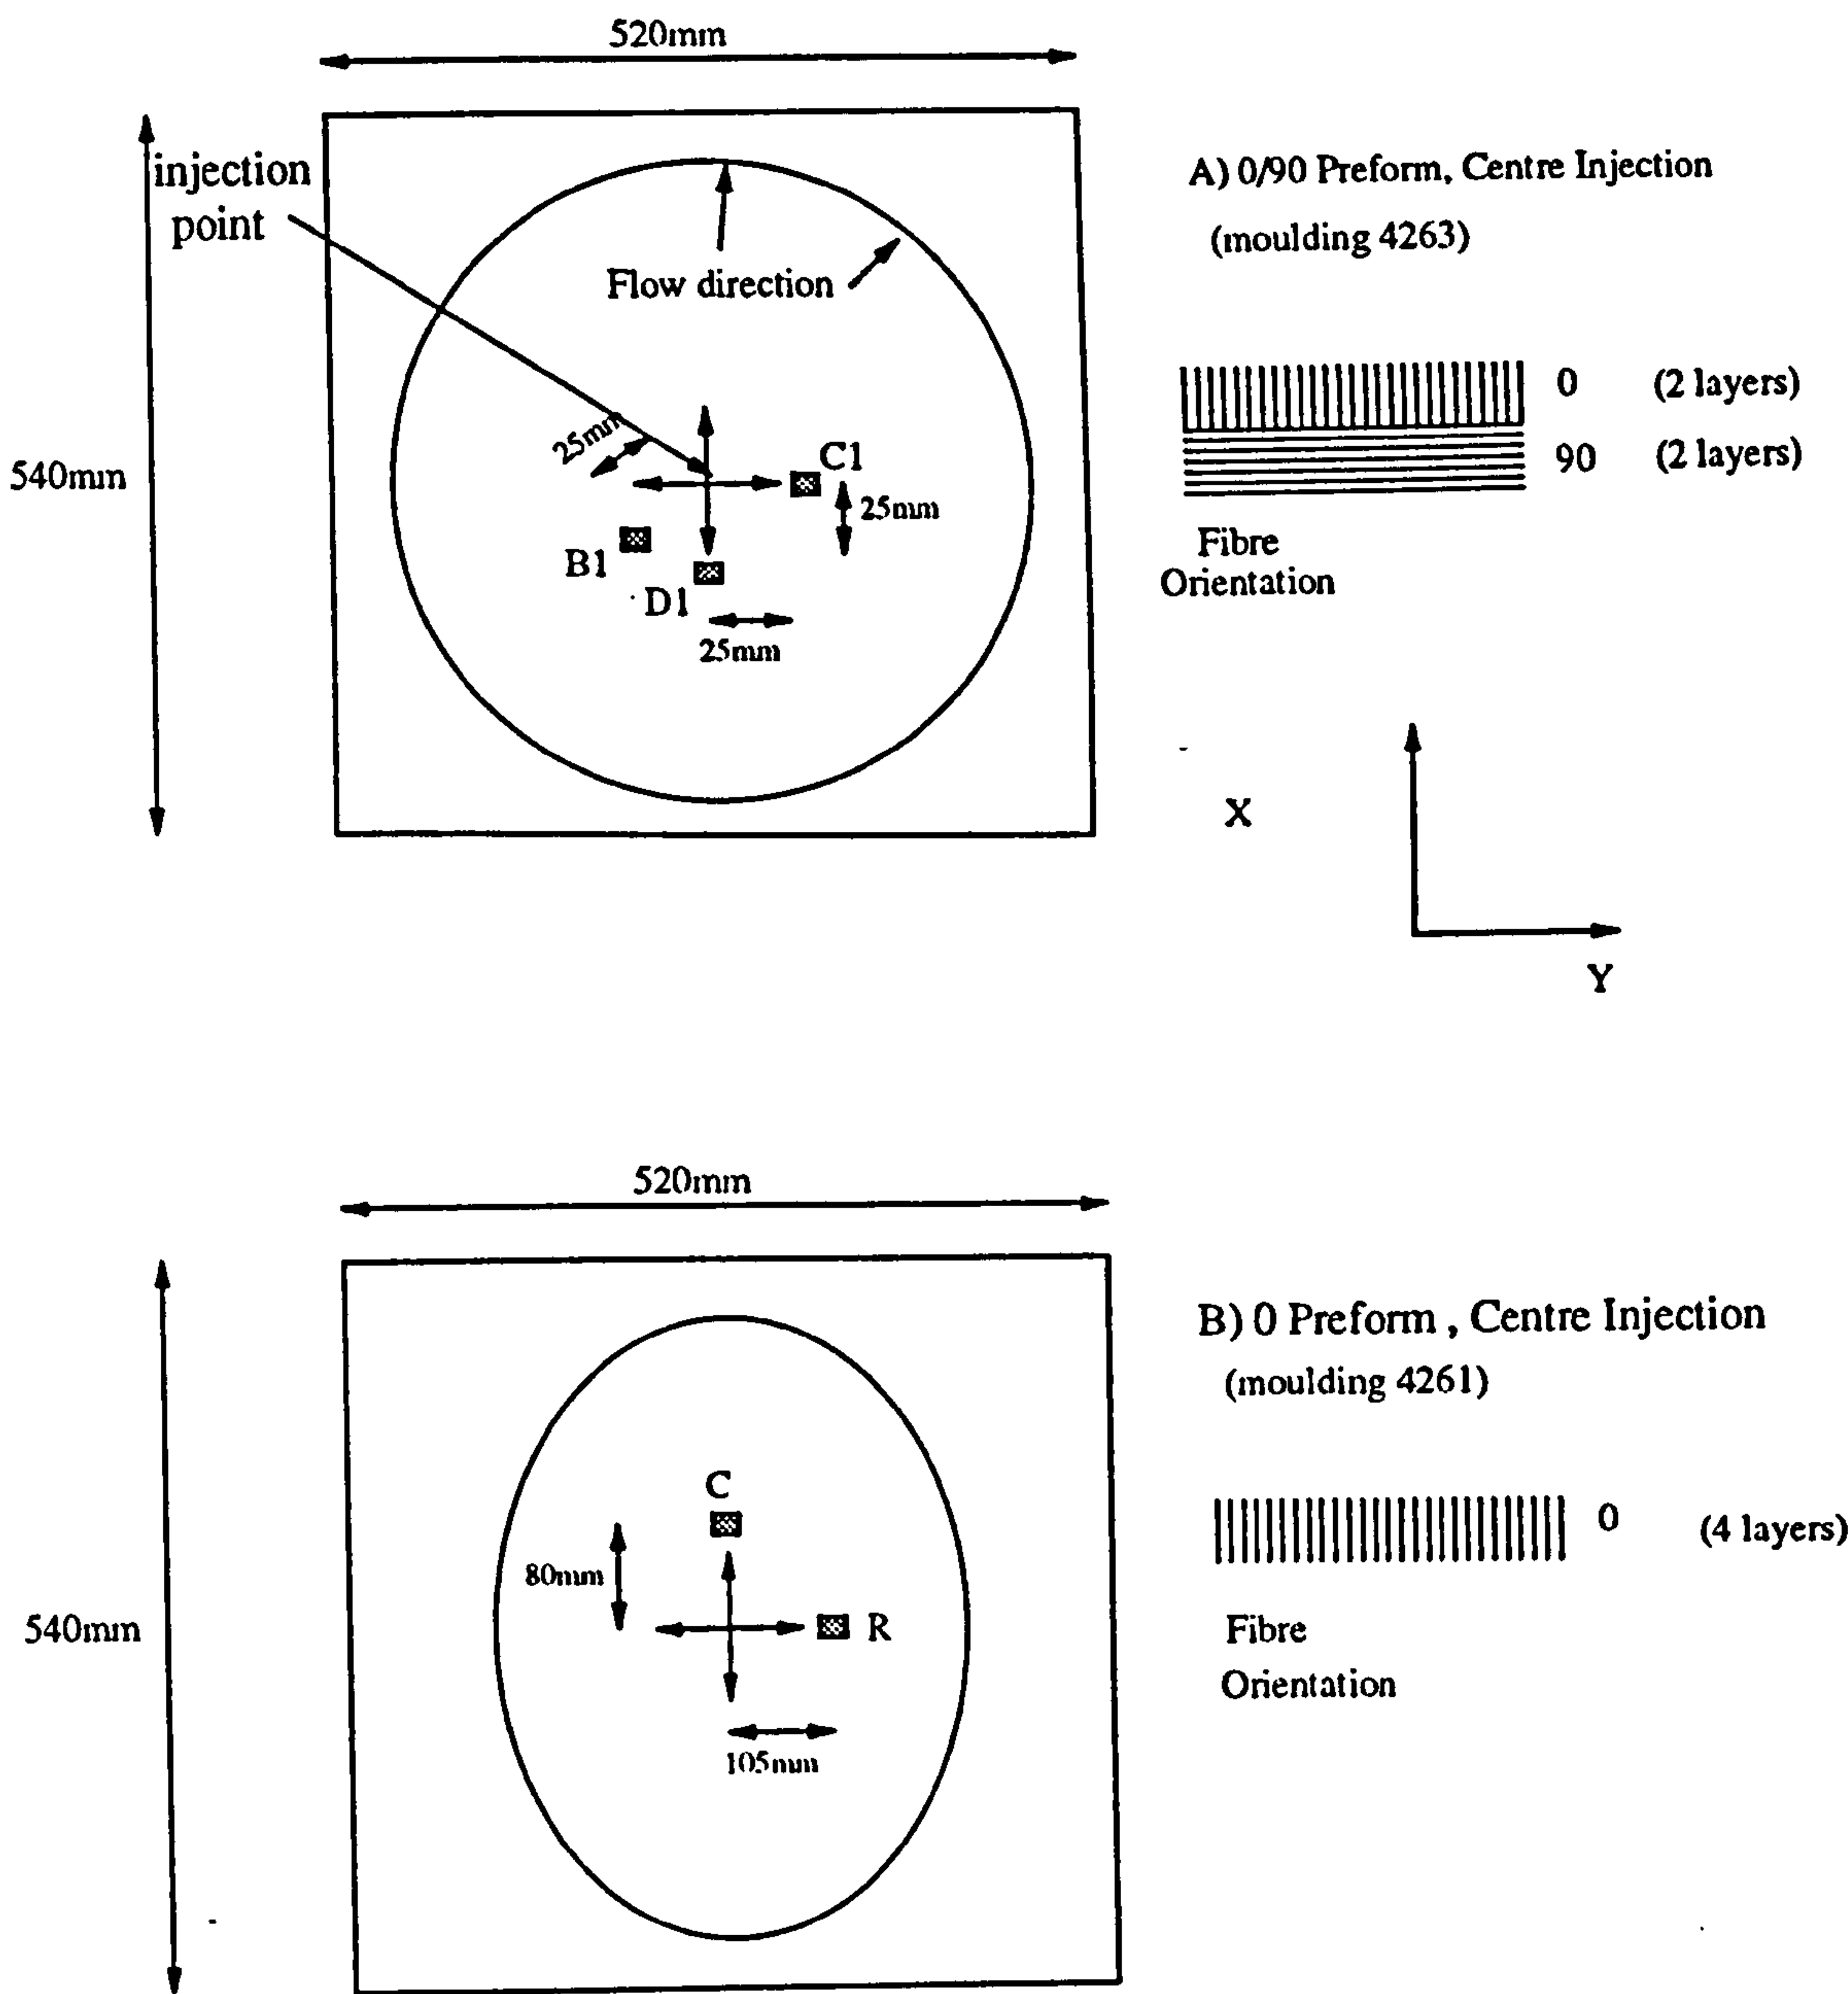 520mm
injection
point
A) 0/90 Preform, Centre Injection
(moulding 4263)
Flow direction
0 (2 layers)
90 (2 layers)
25mm
C1
540mm
25mm
B1
D1
25mm
Fibre
Orientation
X
Y
520mm
B) 0 Preform , Centre Injection
(moulding 4261)
C
0 (4 layers)
80mm
540mm
R
Fibre
Orientation
105mm